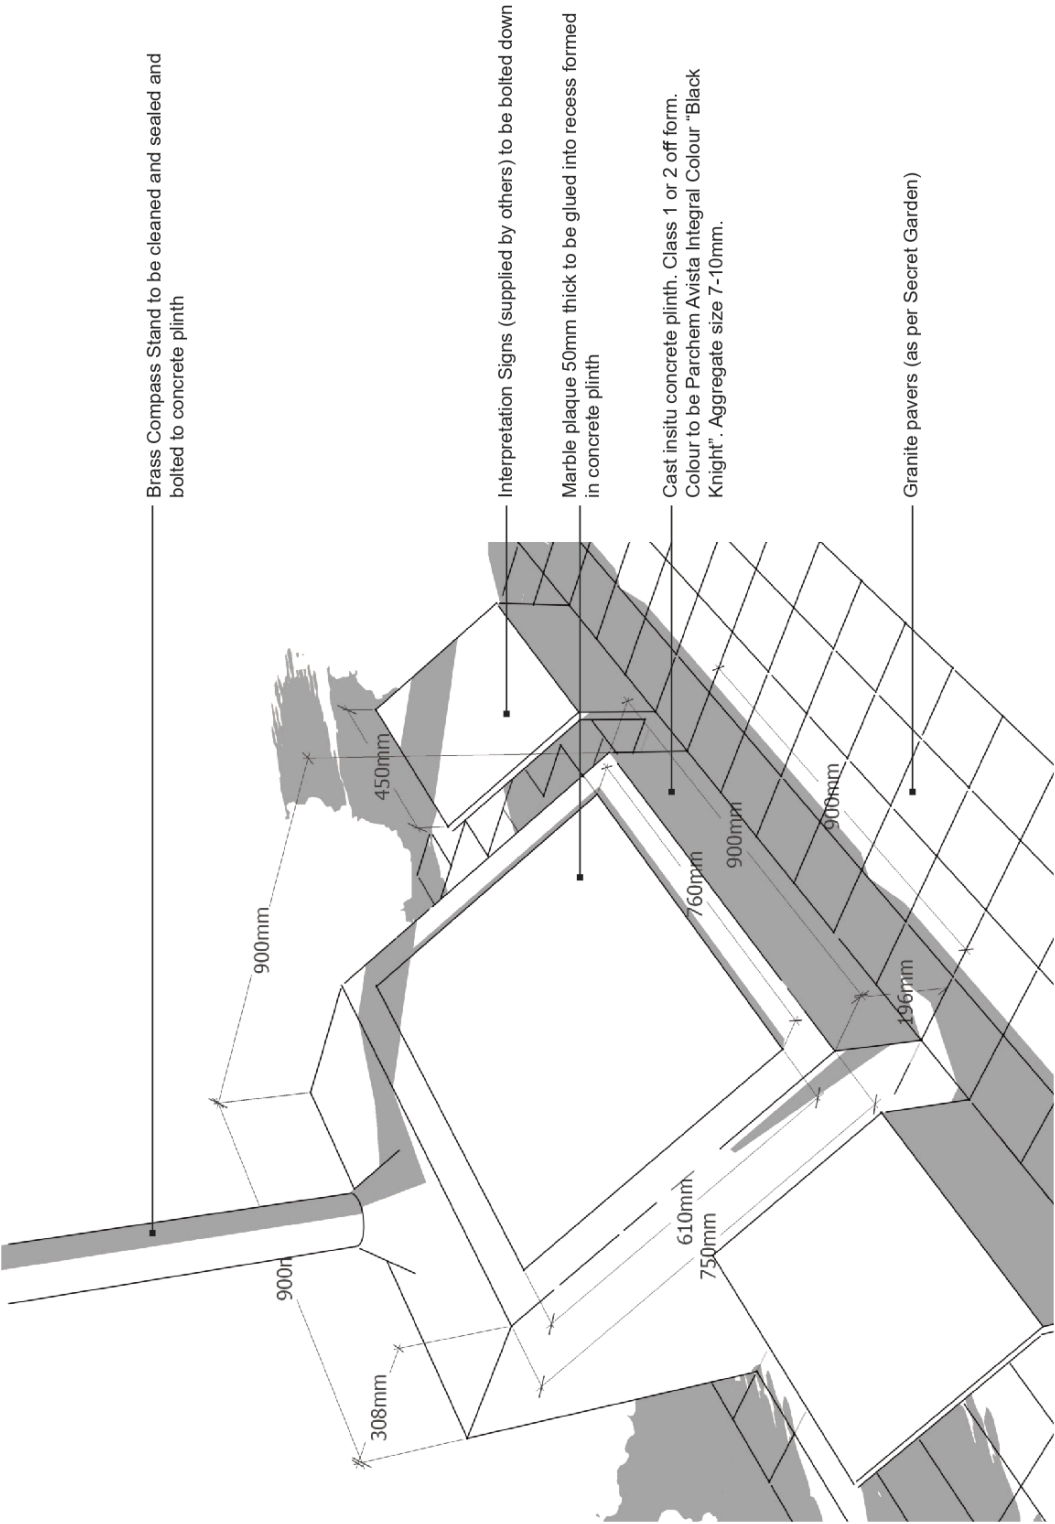 Brass Compass Stand to be cleaned and sealed and
bolted to concrete plinth
Interpretation Signs (supplied by others) to be bolted down
Marble plaque 50mm thick to be glued into recess formed
in concrete plinth
Cast insitu concrete plinth. Class 1 or 2 off form.
Colour to be Parchem Avista Integral Colour “Black
Knight”. Aggregate size 7-10mm.
Granite pavers (as per Secret Garden)
450mm
900mm
900mm
900mm
760mm
196mm
610mm
750mm
308mm